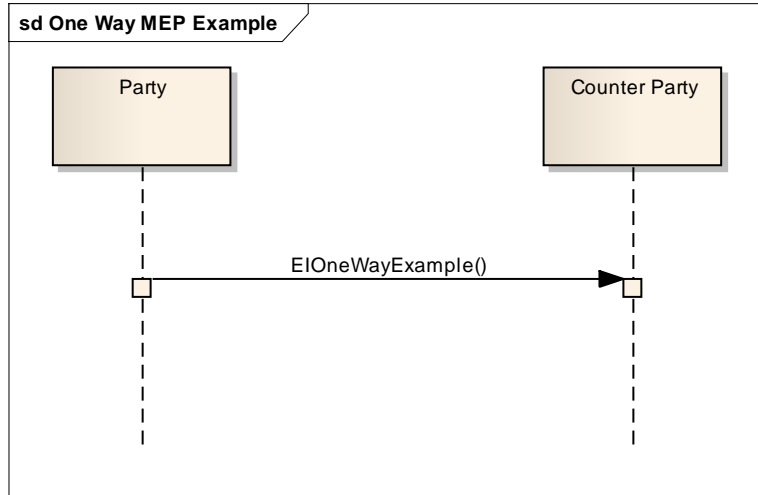 sd One Way MEP Example
Party
Counter Party
EIOneWayExample()